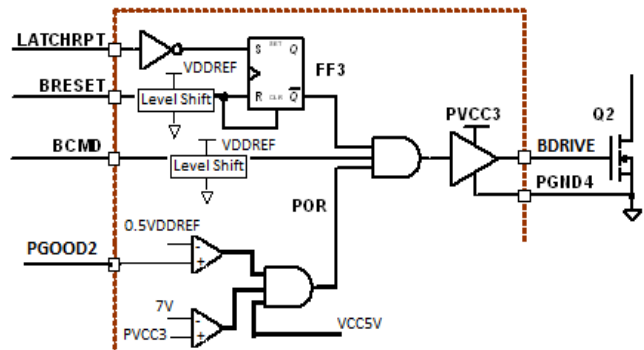 LATCHRPT
S SET Q
FF3
VDDREF
BRESET
Level Shift
R CLR Q
PVCC3
Q2
VDDREF
BCMD
Level Shift
BDRIVE
PGND4
POR
0.5VDDREF
PGOOD2
-
+
7V
-
PVCC3
+
VCC5V